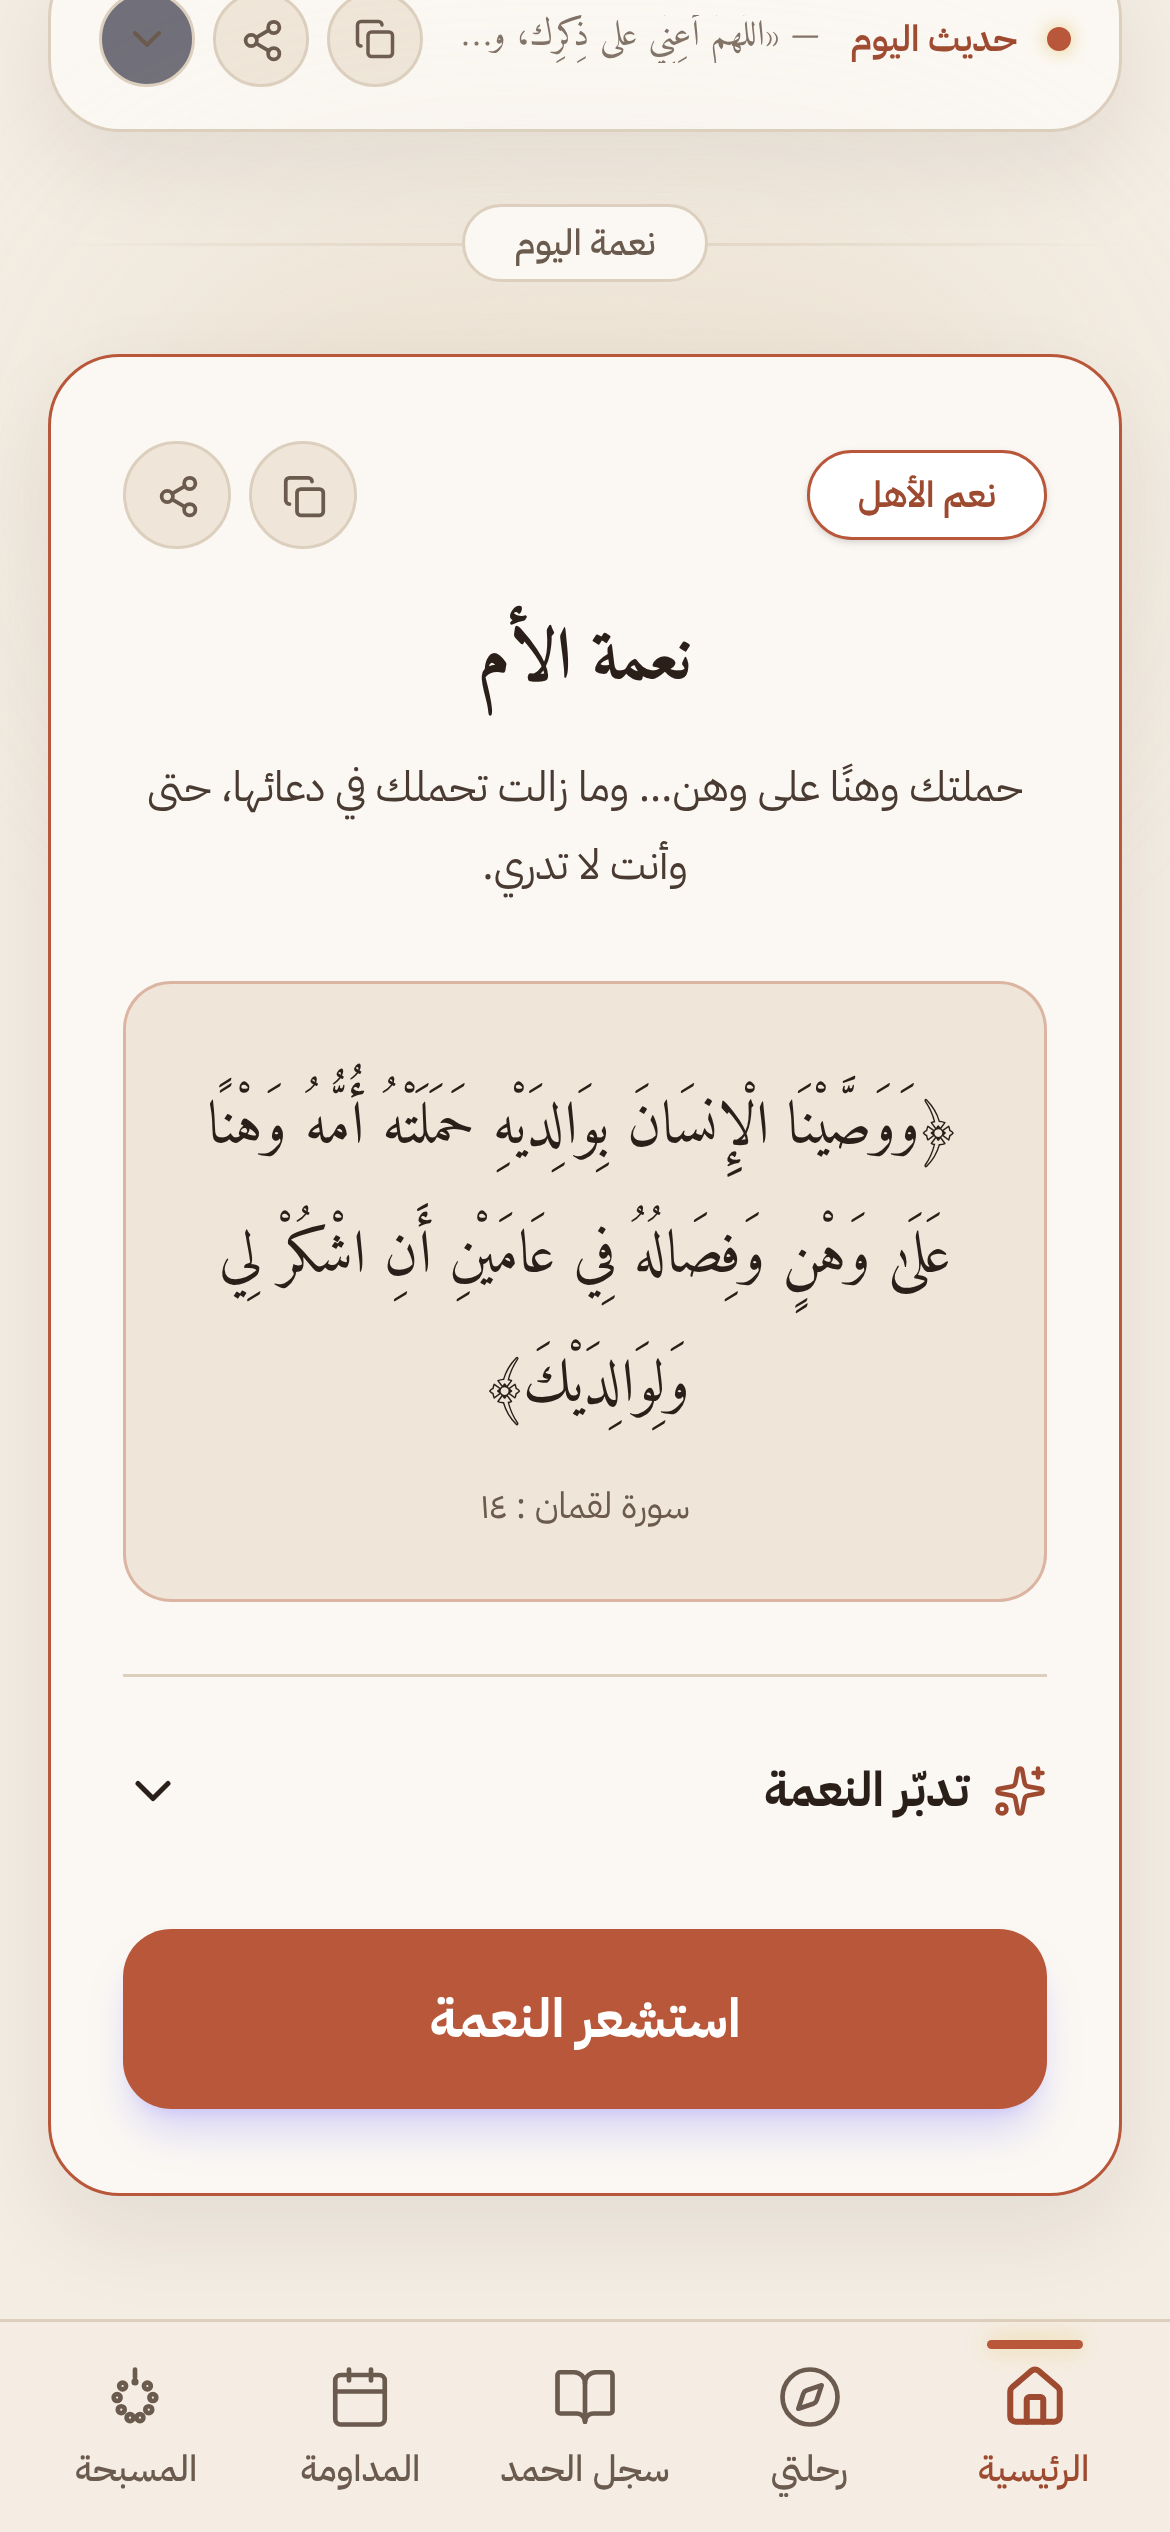 حديث اليوم — «اللهم أعِنِّي على ذِكرِك، و...
نعمة اليوم
نعم الأهل
نعمة الأم
حملتك وهنًا على وهن... وما زالت تحملك في دعائها، حتى
وأنت لا تدري.
﴿وَوَصَّيْنَا الْإِنسَانَ بِوَالِدَيْهِ حَمَلَتْهُ أُمُّهُ وَهْنًا
عَلَىٰ وَهْنٍ وَفِصَالُهُ فِي عَامَيْنِ أَنِ اشْكُرْ لِي
وَلِوَالِدَيْكَ﴾
سورة لقمان : ١٤
تدبّر النعمة
استشعر النعمة
الرئيسية
رحلتي
سجل الحمد
المداومة
المسبحة